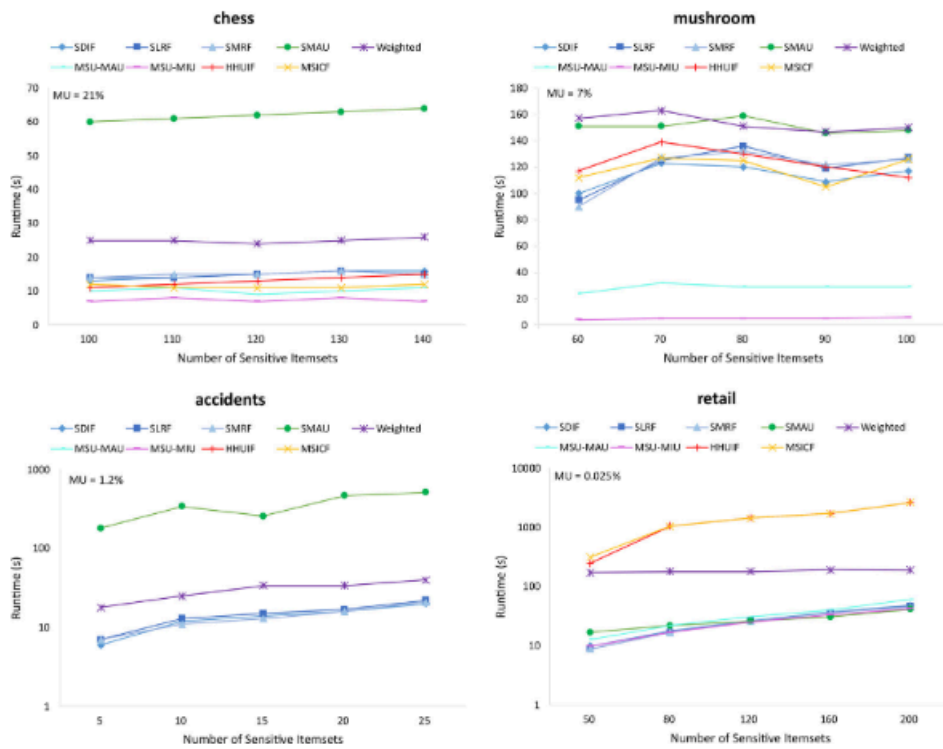 chess
SDIF SLRF SMRF SMAU Weighted
MSU-MAU MSU-MIU HHUIF MSICF
MU = 21%
70
60
50
40
30
20
10
0
Runtime (s)
100 110 120 130 140
Number of Sensitive Itemsets
mushroom
SDIF SLRF SMRF SMAU Weighted
MSU-MAU MSU-MIU HHUIF MSICF
MU = 7%
180
160
140
120
100
80
60
40
20
0
Runtime (s)
60 70 80 90 100
Number of Sensitive Itemsets
accidents
SDIF SLRF SMRF SMAU Weighted
MSU-MAU MSU-MIU HHUIF MSICF
MU = 1.2%
1000
100
10
1
Runtime (s)
5 10 15 20 25
Number of Sensitive Itemsets
retail
SDIF SLRF SMRF SMAU Weighted
MSU-MAU MSU-MIU HHUIF MSICF
MU = 0.025%
10000
1000
100
10
1
Runtime (s)
50 80 120 160 200
Number of Sensitive Itemsets